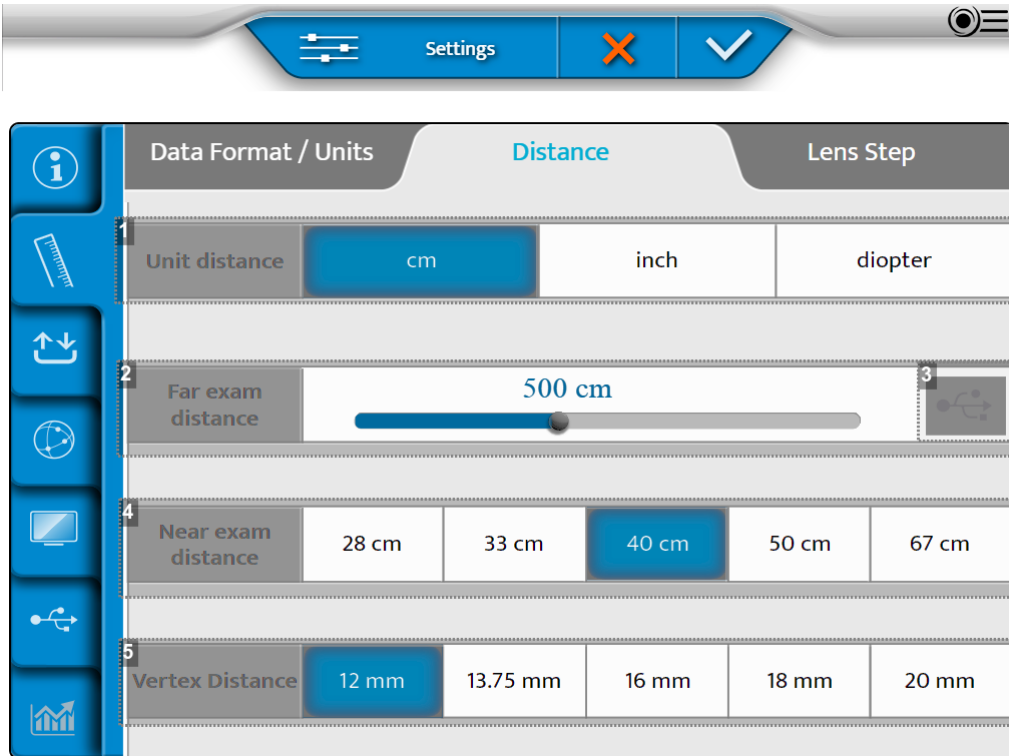 Settings
Data Format / Units Distance Lens Step
1
Unit distance cm inch diopter
2 3
Far exam distance 500 cm
4
Near exam distance 28 cm 33 cm 40 cm 50 cm 67 cm
5
Vertex Distance 12 mm 13.75 mm 16 mm 18 mm 20 mm